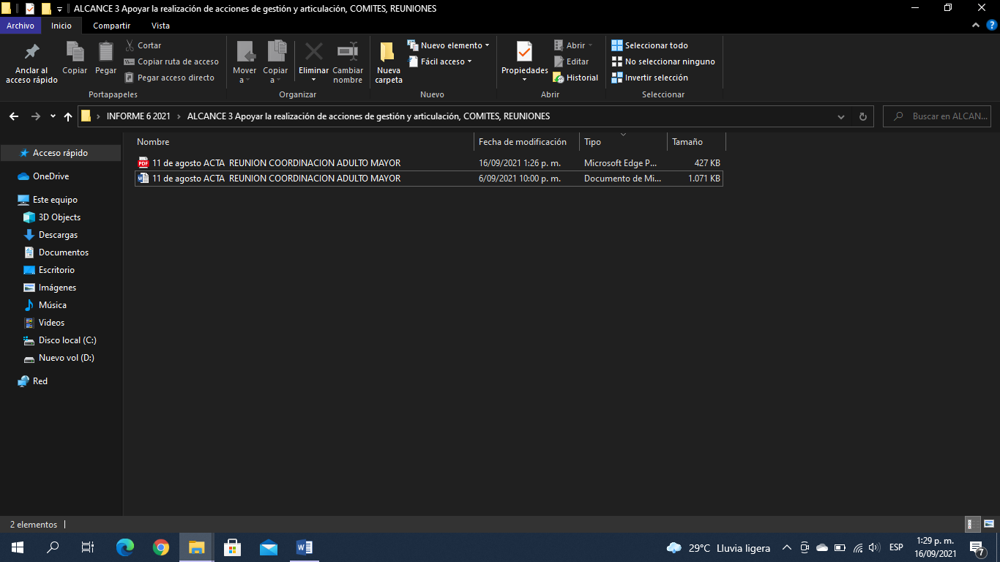 ALCANCE 3 Apoyar la realización de acciones de gestión y articulación, COMITES, REUNIONES
Archivo Inicio Compartir Vista
Anclar al acceso rápido
Copiar
Pegar
Cortar
Copiar ruta de acceso
Pegar acceso directo
Portapapeles
Mover a
Copiar a
Eliminar
Cambiar nombre
Organizar
Nueva carpeta
Nuevo elemento
Fácil acceso
Nuevo
Propiedades
Abrir
Editar
Historial
Abrir
Seleccionar todo
No seleccionar ninguno
Invertir selección
Seleccionar
INFORME 6 2021 › ALCANCE 3 Apoyar la realización de acciones de gestión y articulación, COMITES, REUNIONES
Buscar en ALCAN...
Nombre Fecha de modificación Tipo Tamaño
PDF 11 de agosto ACTA  REUNION COORDINACION ADULTO MAYOR 16/09/2021 1:26 p. m. Microsoft Edge P... 427 KB
11 de agosto ACTA  REUNION COORDINACION ADULTO MAYOR 6/09/2021 10:00 p. m. Documento de Mi... 1.071 KB
Acceso rápido
OneDrive
Este equipo
3D Objects
Descargas
Documentos
Escritorio
Imágenes
Música
Videos
Disco local (C:)
Nuevo vol (D:)
Red
2 elementos
29°C Lluvia ligera
ESP
1:29 p. m.
16/09/2021
7